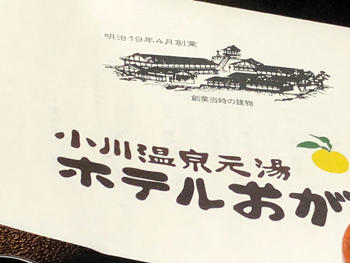 明治19年4月創業
創業当時の建物
小川温泉元湯
ホテルおが